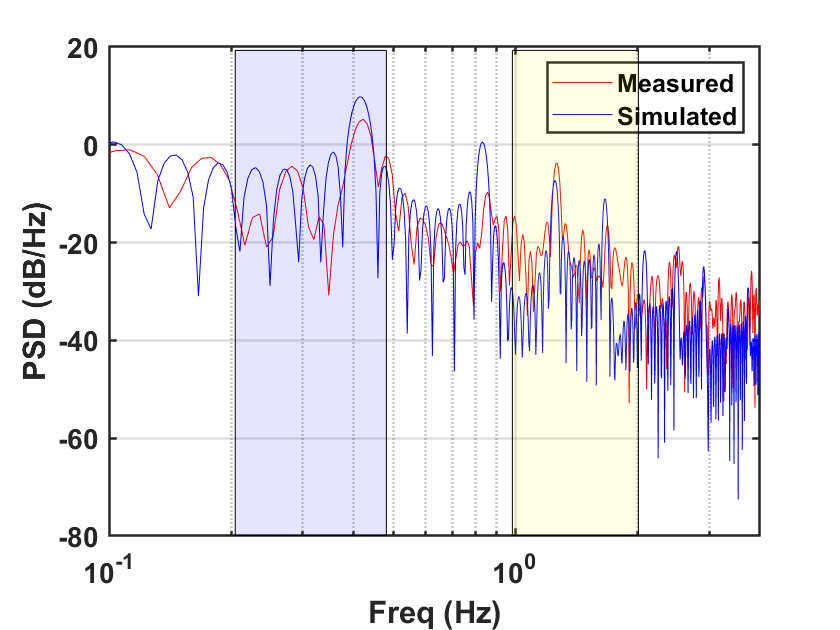 20
0
-20
-40
-60
-80
PSD (dB/Hz)
Measured
Simulated
10^-1
10^0
Freq (Hz)